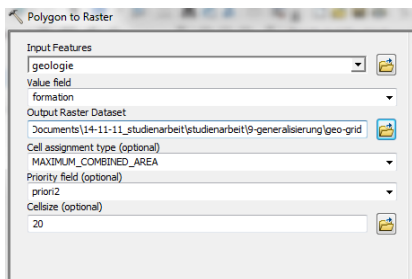 Polygon to Raster
Input Features
geologie
Value field
formation
Output Raster Dataset
Documents\14-11-11_studienarbeit\studienarbeit\9-generalisierung\geo-grid
Cell assignment type (optional)
MAXIMUM_COMBINED_AREA
Priority field (optional)
priori2
Cellsize (optional)
20